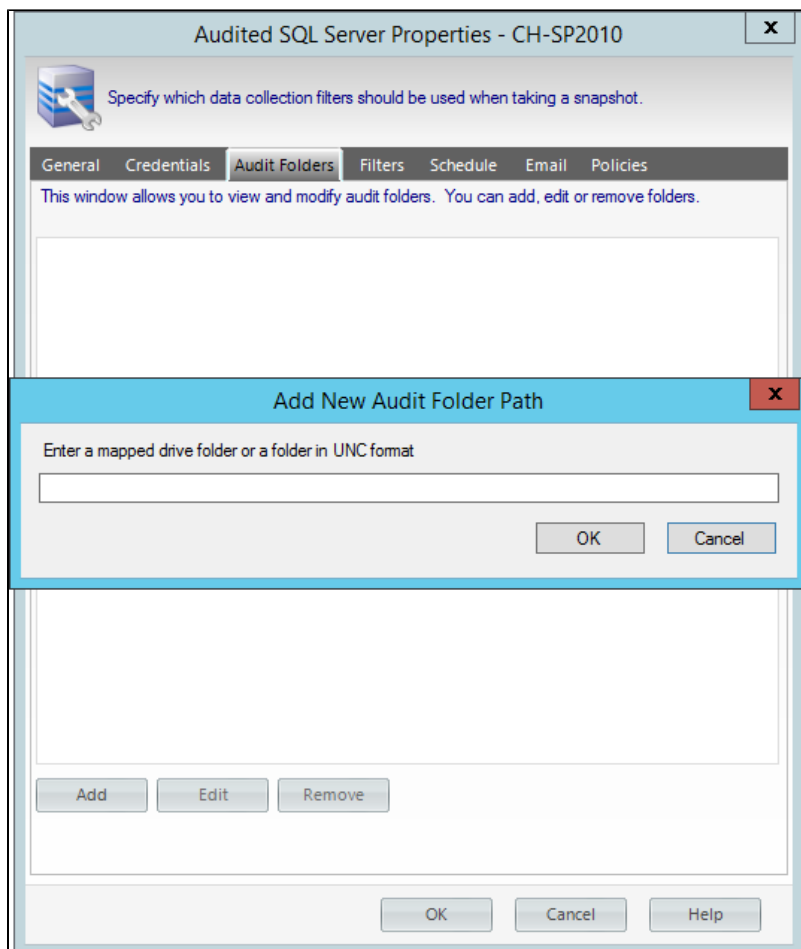 Audited SQL Server Properties - CH-SP2010
x
Specify which data collection filters should be used when taking a snapshot.
General Credentials Audit Folders Filters Schedule Email Policies
This window allows you to view and modify audit folders. You can add, edit or remove folders.
Add New Audit Folder Path
x
Enter a mapped drive folder or a folder in UNC format
OK Cancel
Add Edit Remove
OK Cancel Help